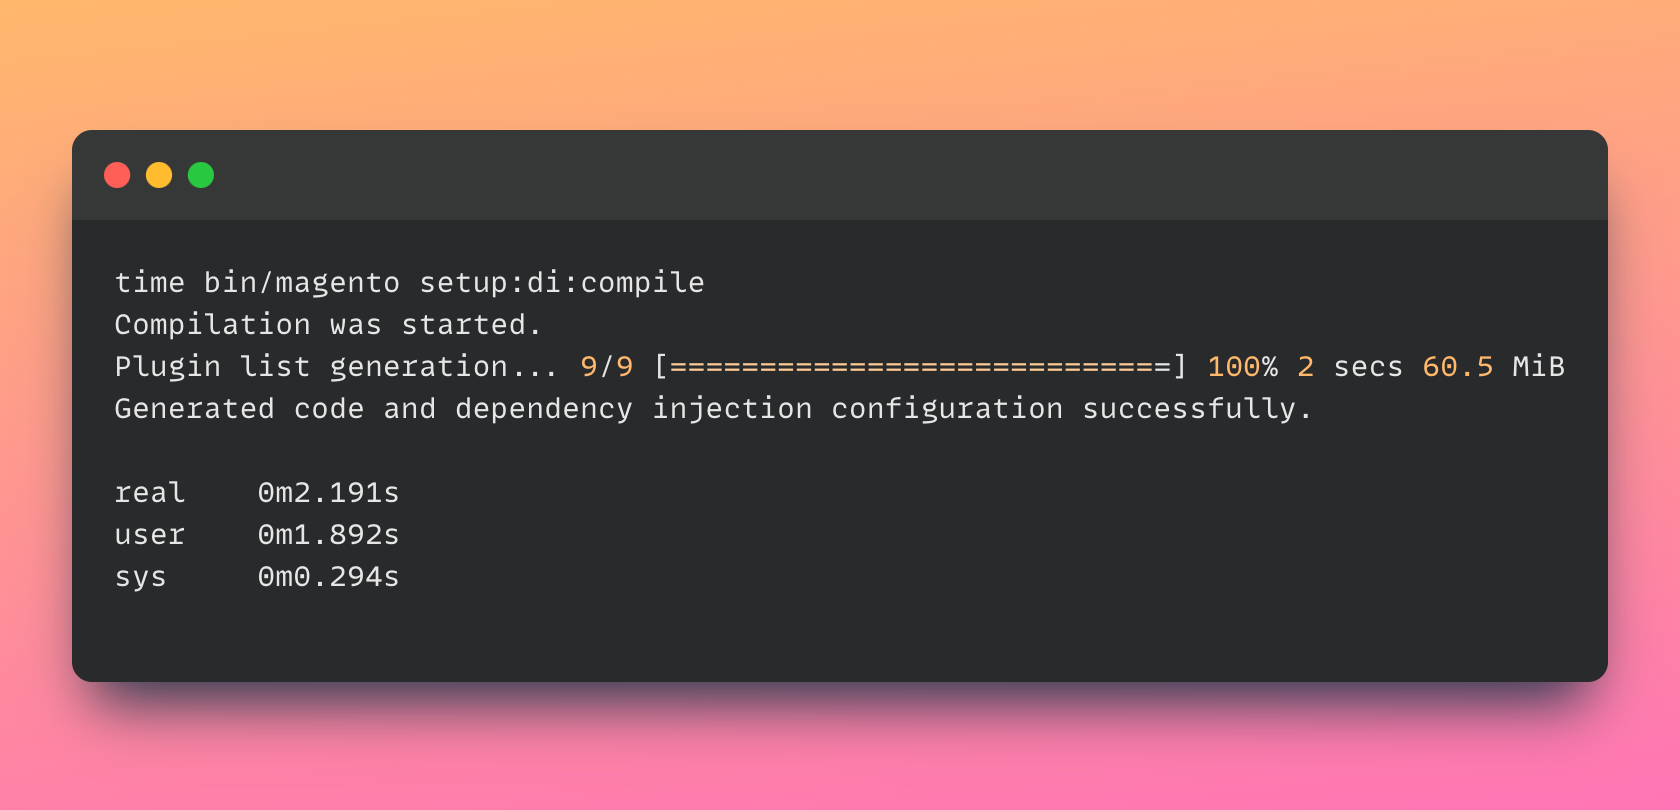 time bin/magento setup:di:compile
Compilation was started.
Plugin list generation... 9/9 [============================] 100% 2 secs 60.5 MiB
Generated code and dependency injection configuration successfully.
real    0m2.191s
user    0m1.892s
sys     0m0.294s